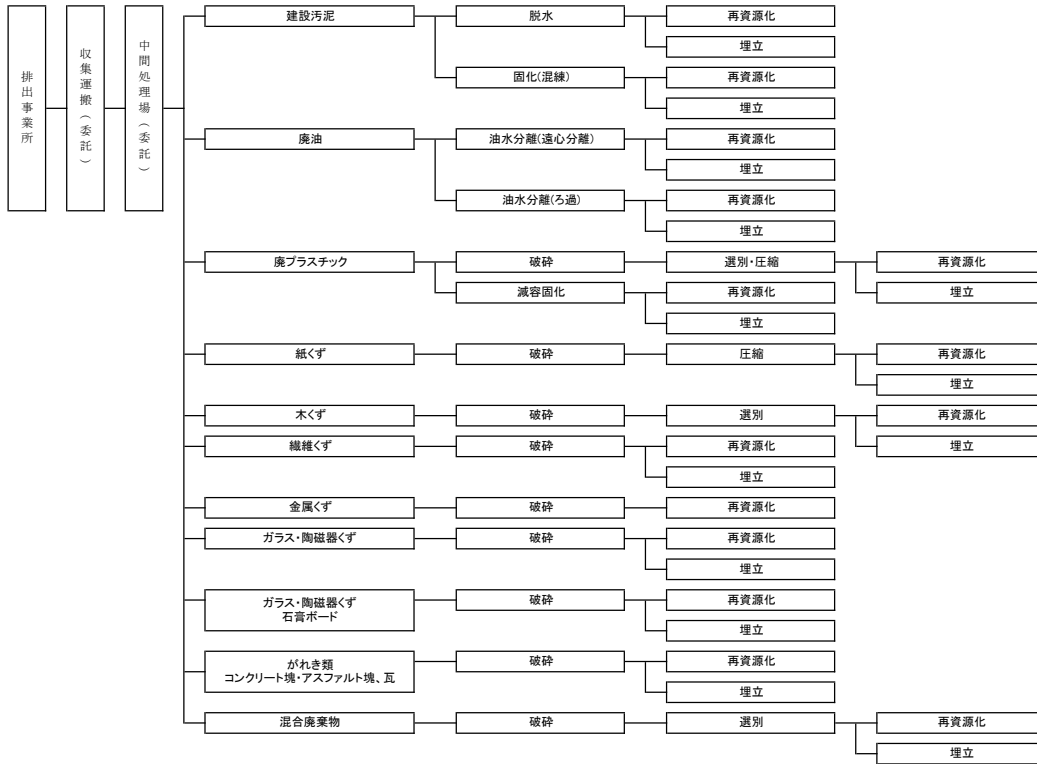 排出事業所
収集運搬(委託)
中間処理場(委託)
建設汚泥
脱水
再資源化
埋立
固化(混練)
再資源化
埋立
廃油
油水分離(遠心分離)
再資源化
埋立
油水分離(ろ過)
再資源化
埋立
廃プラスチック
破砕
選別・圧縮
再資源化
埋立
減容固化
再資源化
埋立
紙くず
破砕
圧縮
再資源化
埋立
木くず
破砕
選別
再資源化
埋立
繊維くず
破砕
再資源化
埋立
金属くず
破砕
再資源化
ガラス・陶磁器くず
破砕
再資源化
埋立
ガラス・陶磁器くず
石膏ボード
破砕
再資源化
埋立
がれき類
コンクリート塊・アスファルト塊、瓦
破砕
再資源化
埋立
混合廃棄物
破砕
選別
再資源化
埋立